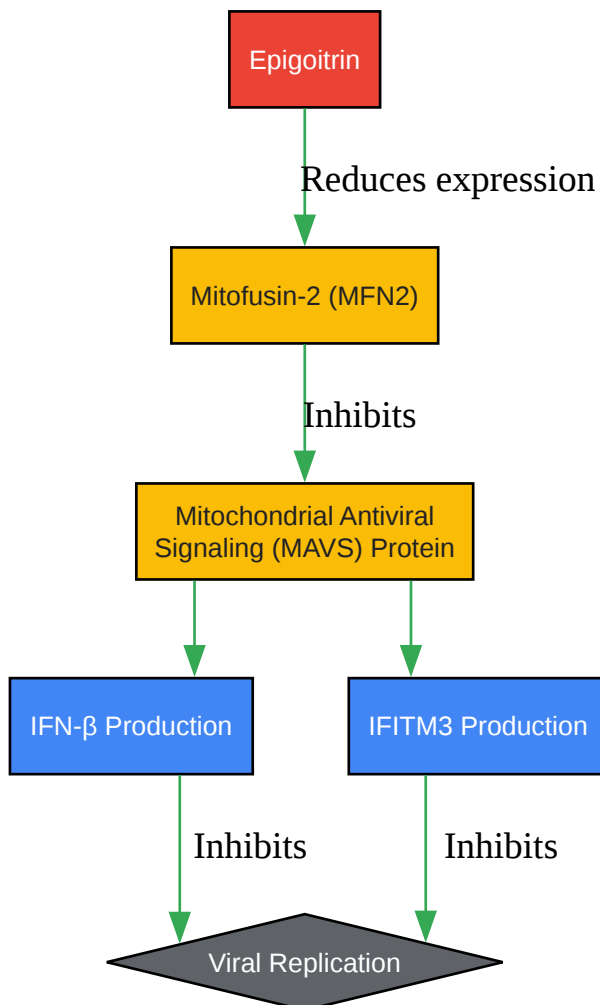 Epigoitrin
Reduces expression
Mitofusin-2 (MFN2)
Inhibits
Mitochondrial Antiviral
Signaling (MAVS) Protein
IFN-β Production
IFITM3 Production
Inhibits
Inhibits
Viral Replication